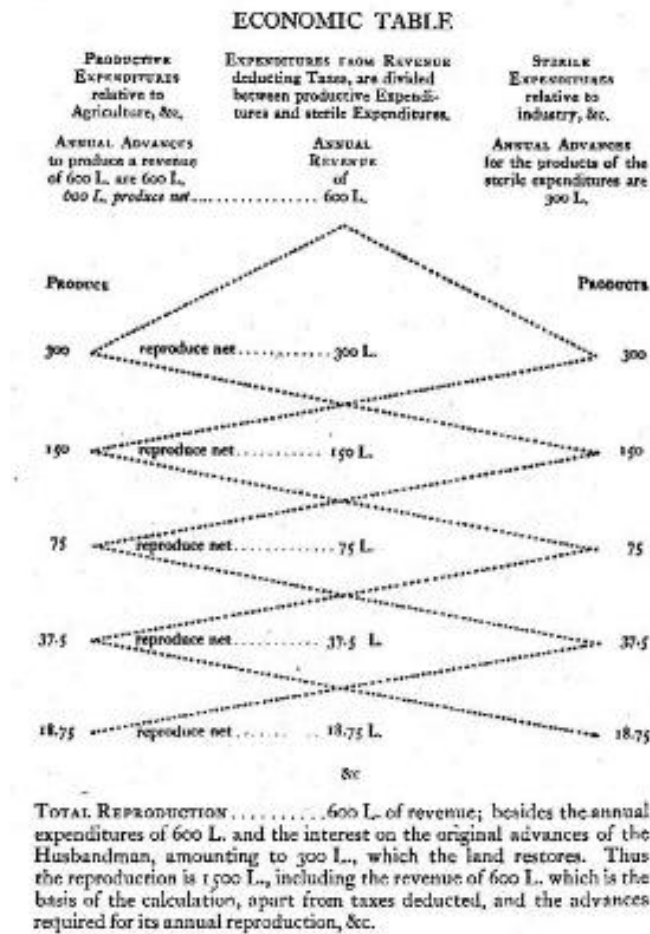 ECONOMIC TABLE
PRODUCTIVE
EXPENDITURES
relative to
Agriculture, &c.
EXPENDITURES FROM REVENUE
deducting Taxes, are divided
between productive Expendi-
tures and sterile Expenditures.
STERILE
EXPENDITURES
relative to
industry, &c.
ANNUAL ADVANCES
to produce a revenue
of 600 L. are 600 L.
600 L. produce net....
ANNUAL
REVENUE
of
600 L.
ANNUAL ADVANCES
for the products of the
sterile expenditures are
300 L.
PRODUCE
PRODUCTS
300 reproduce net.......... 300 L. 300
150 reproduce net.......... 150 L. 150
75 reproduce net.......... 75 L. 75
37.5 reproduce net.......... 37.5 L. 37.5
18.75 reproduce net.......... 18.75 L. 18.75
&c
TOTAL REPRODUCTION..........600 L. of revenue; besides the annual
expenditures of 600 L. and the interest on the original advances of the
Husbandman, amounting to 300 L., which the land restores. Thus
the reproduction is 1500 L., including the revenue of 600 L. which is the
basis of the calculation, apart from taxes deducted, and the advances
required for its annual reproduction, &c.